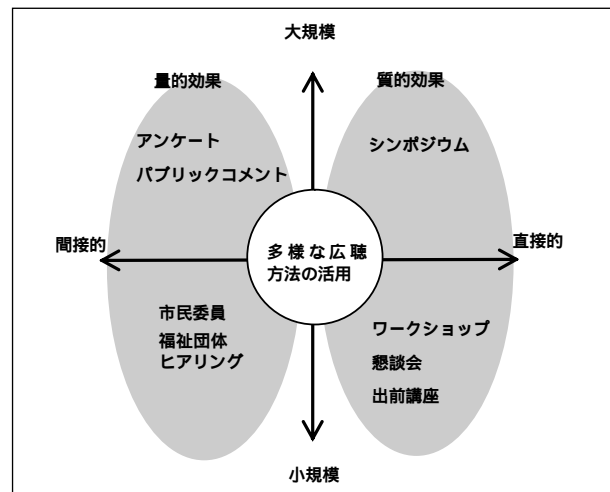 大規模
量的効果
質的効果
アンケート
パブリックコメント
シンポジウム
間接的
直接的
多様な広聴
方法の活用
市民委員
福祉団体
ヒアリング
ワークショップ
懇談会
出前講座
小規模